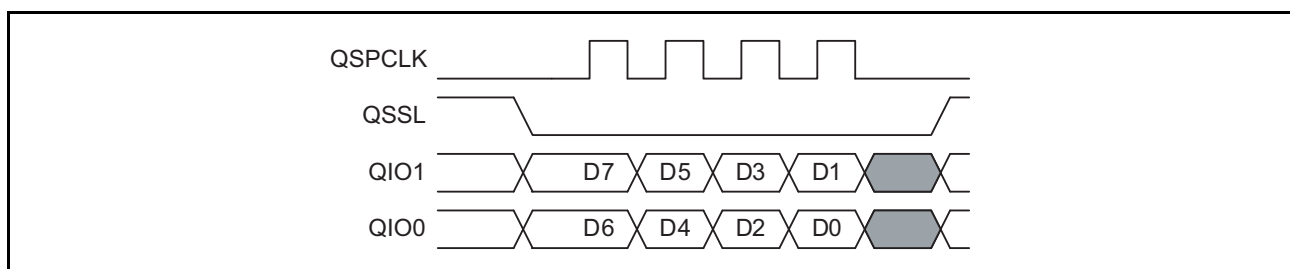 QSPCLK
QSSL
QIO1 D7 D5 D3 D1
QIO0 D6 D4 D2 D0